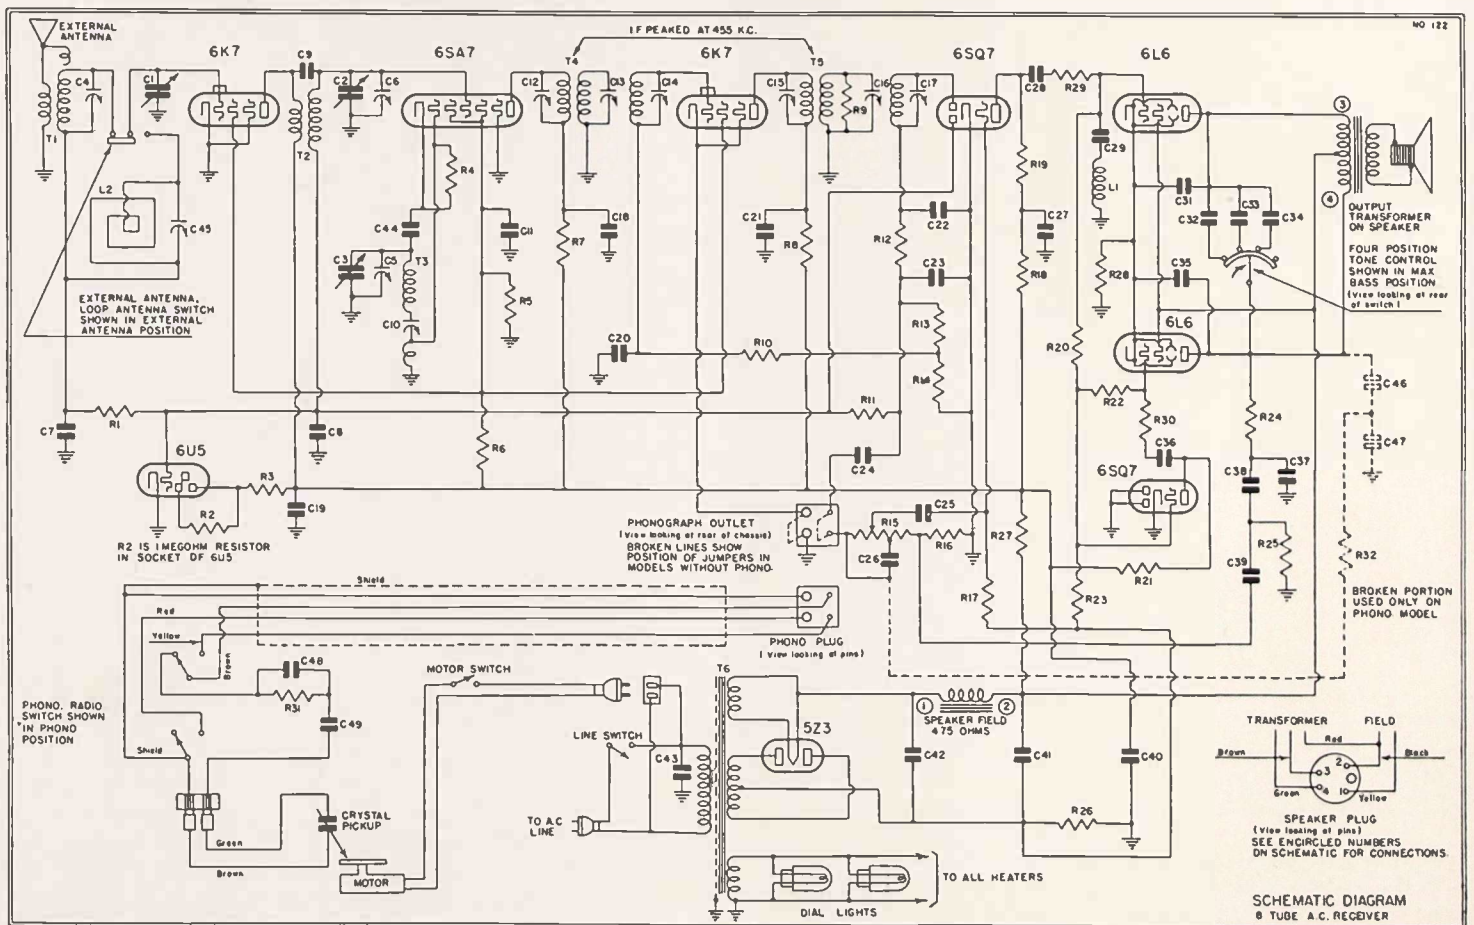 EXTERNAL
ANTENNA
NO 122
IF PEAKED AT 455 K.C.
6K7
C9
6SA7
T4
6K7
T5
6SQ7
6L6
C4
C1
C2
C6
C12
C13
C14
C15
C16
C17
C28
R29
T1
T2
R9
C29
R19
R4
L1
L2
C45
C44
C11
R7
C18
C21
R8
R12
C22
C27
C31
C32
C33
C34
3
4
OUTPUT
TRANSFORMER
ON SPEAKER
FOUR POSITION
TONE CONTROL
SHOWN IN MAX
BASS POSITION
(View looking at rear
of switch)
C3
C5
T3
C23
R18
R28
C35
EXTERNAL ANTENNA,
LOOP ANTENNA SWITCH
SHOWN IN EXTERNAL
ANTENNA POSITION
C10
R5
R13
6L6
C20
R10
R20
R14
R22
C46
C7
R1
C8
R11
R30
R24
C47
6U5
R6
C24
C36
6SQ7
C38
C37
R3
C19
R2
R2 IS 1 MEGOHM RESISTOR
IN SOCKET OF 6U5
PHONOGRAPH OUTLET
(View looking at rear of chassis)
BROKEN LINES SHOW
POSITION OF JUMPERS IN
MODELS WITHOUT PHONO.
C25
R15
R16
C26
R27
R25
R32
C39
R21
Shield
R17
R23
BROKEN PORTION
USED ONLY ON
PHONO MODEL
Red
Yellow
Brown
PHONO PLUG
(View looking at pins)
C48
R31
MOTOR SWITCH
T6
PHONO. RADIO
SWITCH SHOWN
IN PHONO
POSITION
C49
Shield
1
2
SPEAKER FIELD
475 OHMS
5Z3
LINE SWITCH
C43
C42
C41
C40
TRANSFORMER
FIELD
Red
Brown
Black
2
3
4
1
Green
Yellow
CRYSTAL
PICKUP
TO A.C
LINE
R26
SPEAKER PLUG
(View looking at pins)
SEE ENCIRCLED NUMBERS
ON SCHEMATIC FOR CONNECTIONS.
Green
Brown
MOTOR
TO ALL HEATERS
DIAL LIGHTS
SCHEMATIC DIAGRAM
8 TUBE A.C. RECEIVER